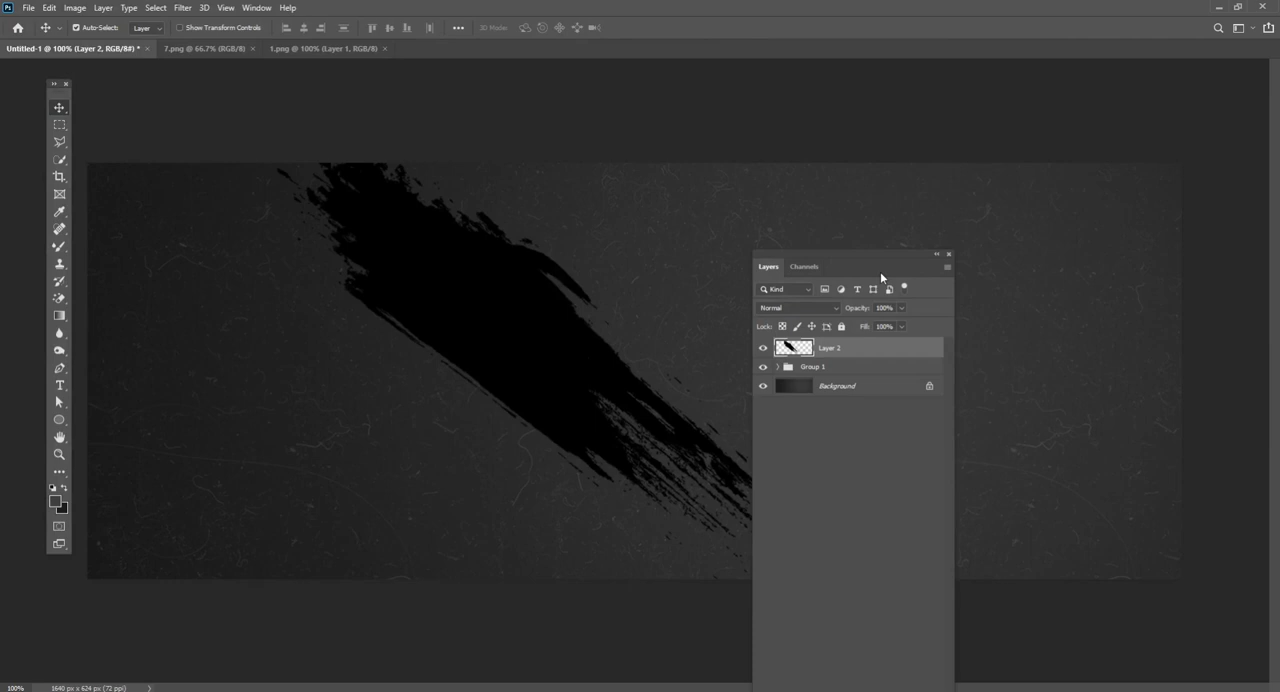 Ps File Edit Image Layer Type Select Filter 3D View Window Help
Auto-Select: Layer Show Transform Controls 3D Mode:
Untitled-1 @ 100% (Layer 2, RGB/8#) * × 7.png @ 66.7% (RGB/8) × 1.png @ 100% (Layer 1, RGB/8) ×
Layers Channels
Kind
Normal Opacity: 100%
Lock: Fill: 100%
Layer 2
Group 1
Background
100% 1640 px x 624 px (72 ppi)